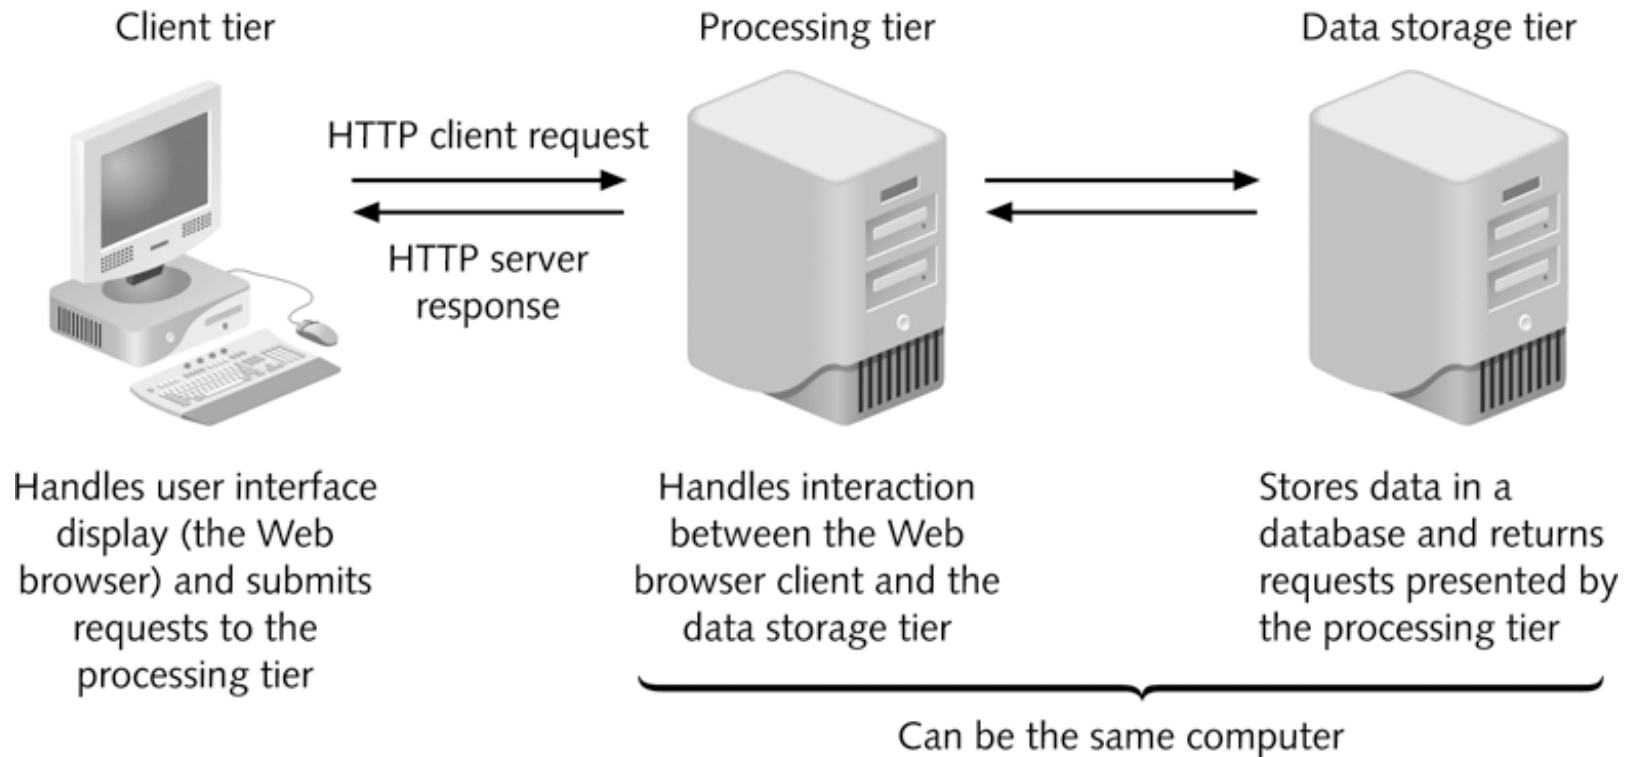 Client tier
Processing tier
Data storage tier
HTTP client request
HTTP server
response
Handles user interface
display (the Web
browser) and submits
requests to the
processing tier
Handles interaction
between the Web
browser client and the
data storage tier
Stores data in a
database and returns
requests presented by
the processing tier
Can be the same computer